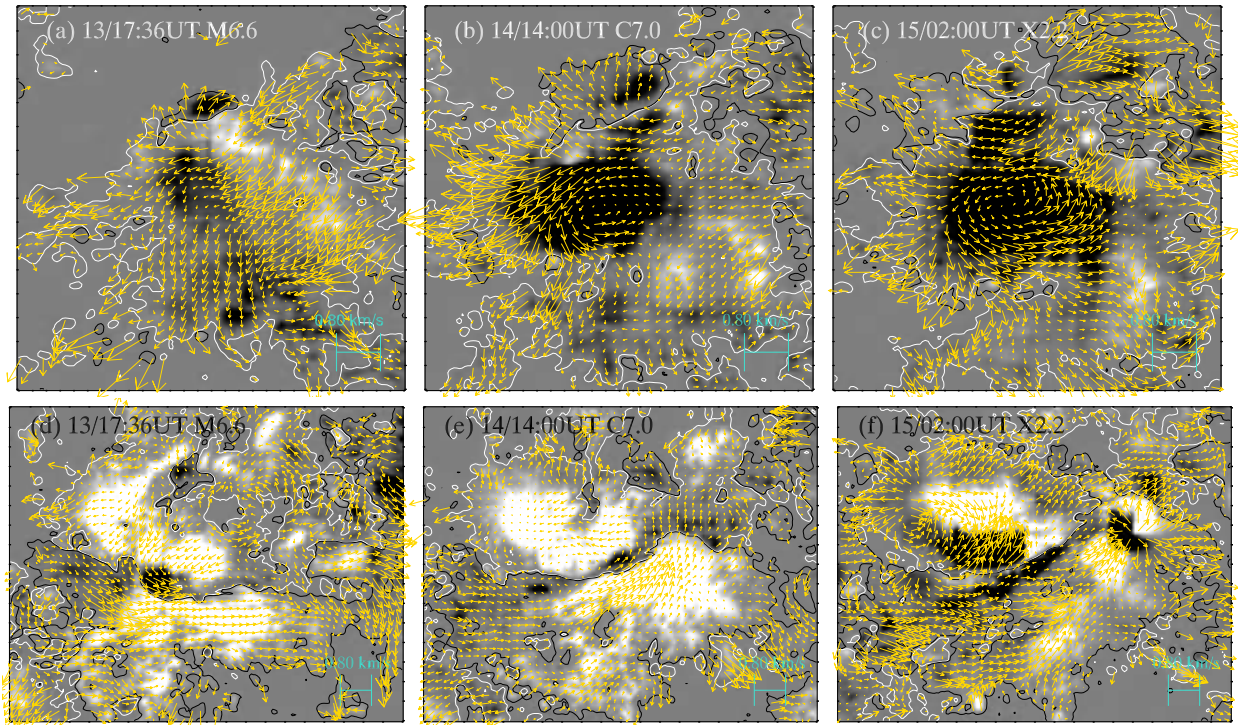 (a) 13/17:36UT M6.6
(b) 14/14:00UT C7.0
(c) 15/02:00UT X2.2
0.80 km/s
0.80 km/s
(d) 13/17:36UT M6.6
(e) 14/14:00UT C7.0
(f) 15/02:00UT X2.2
0.80 km/s